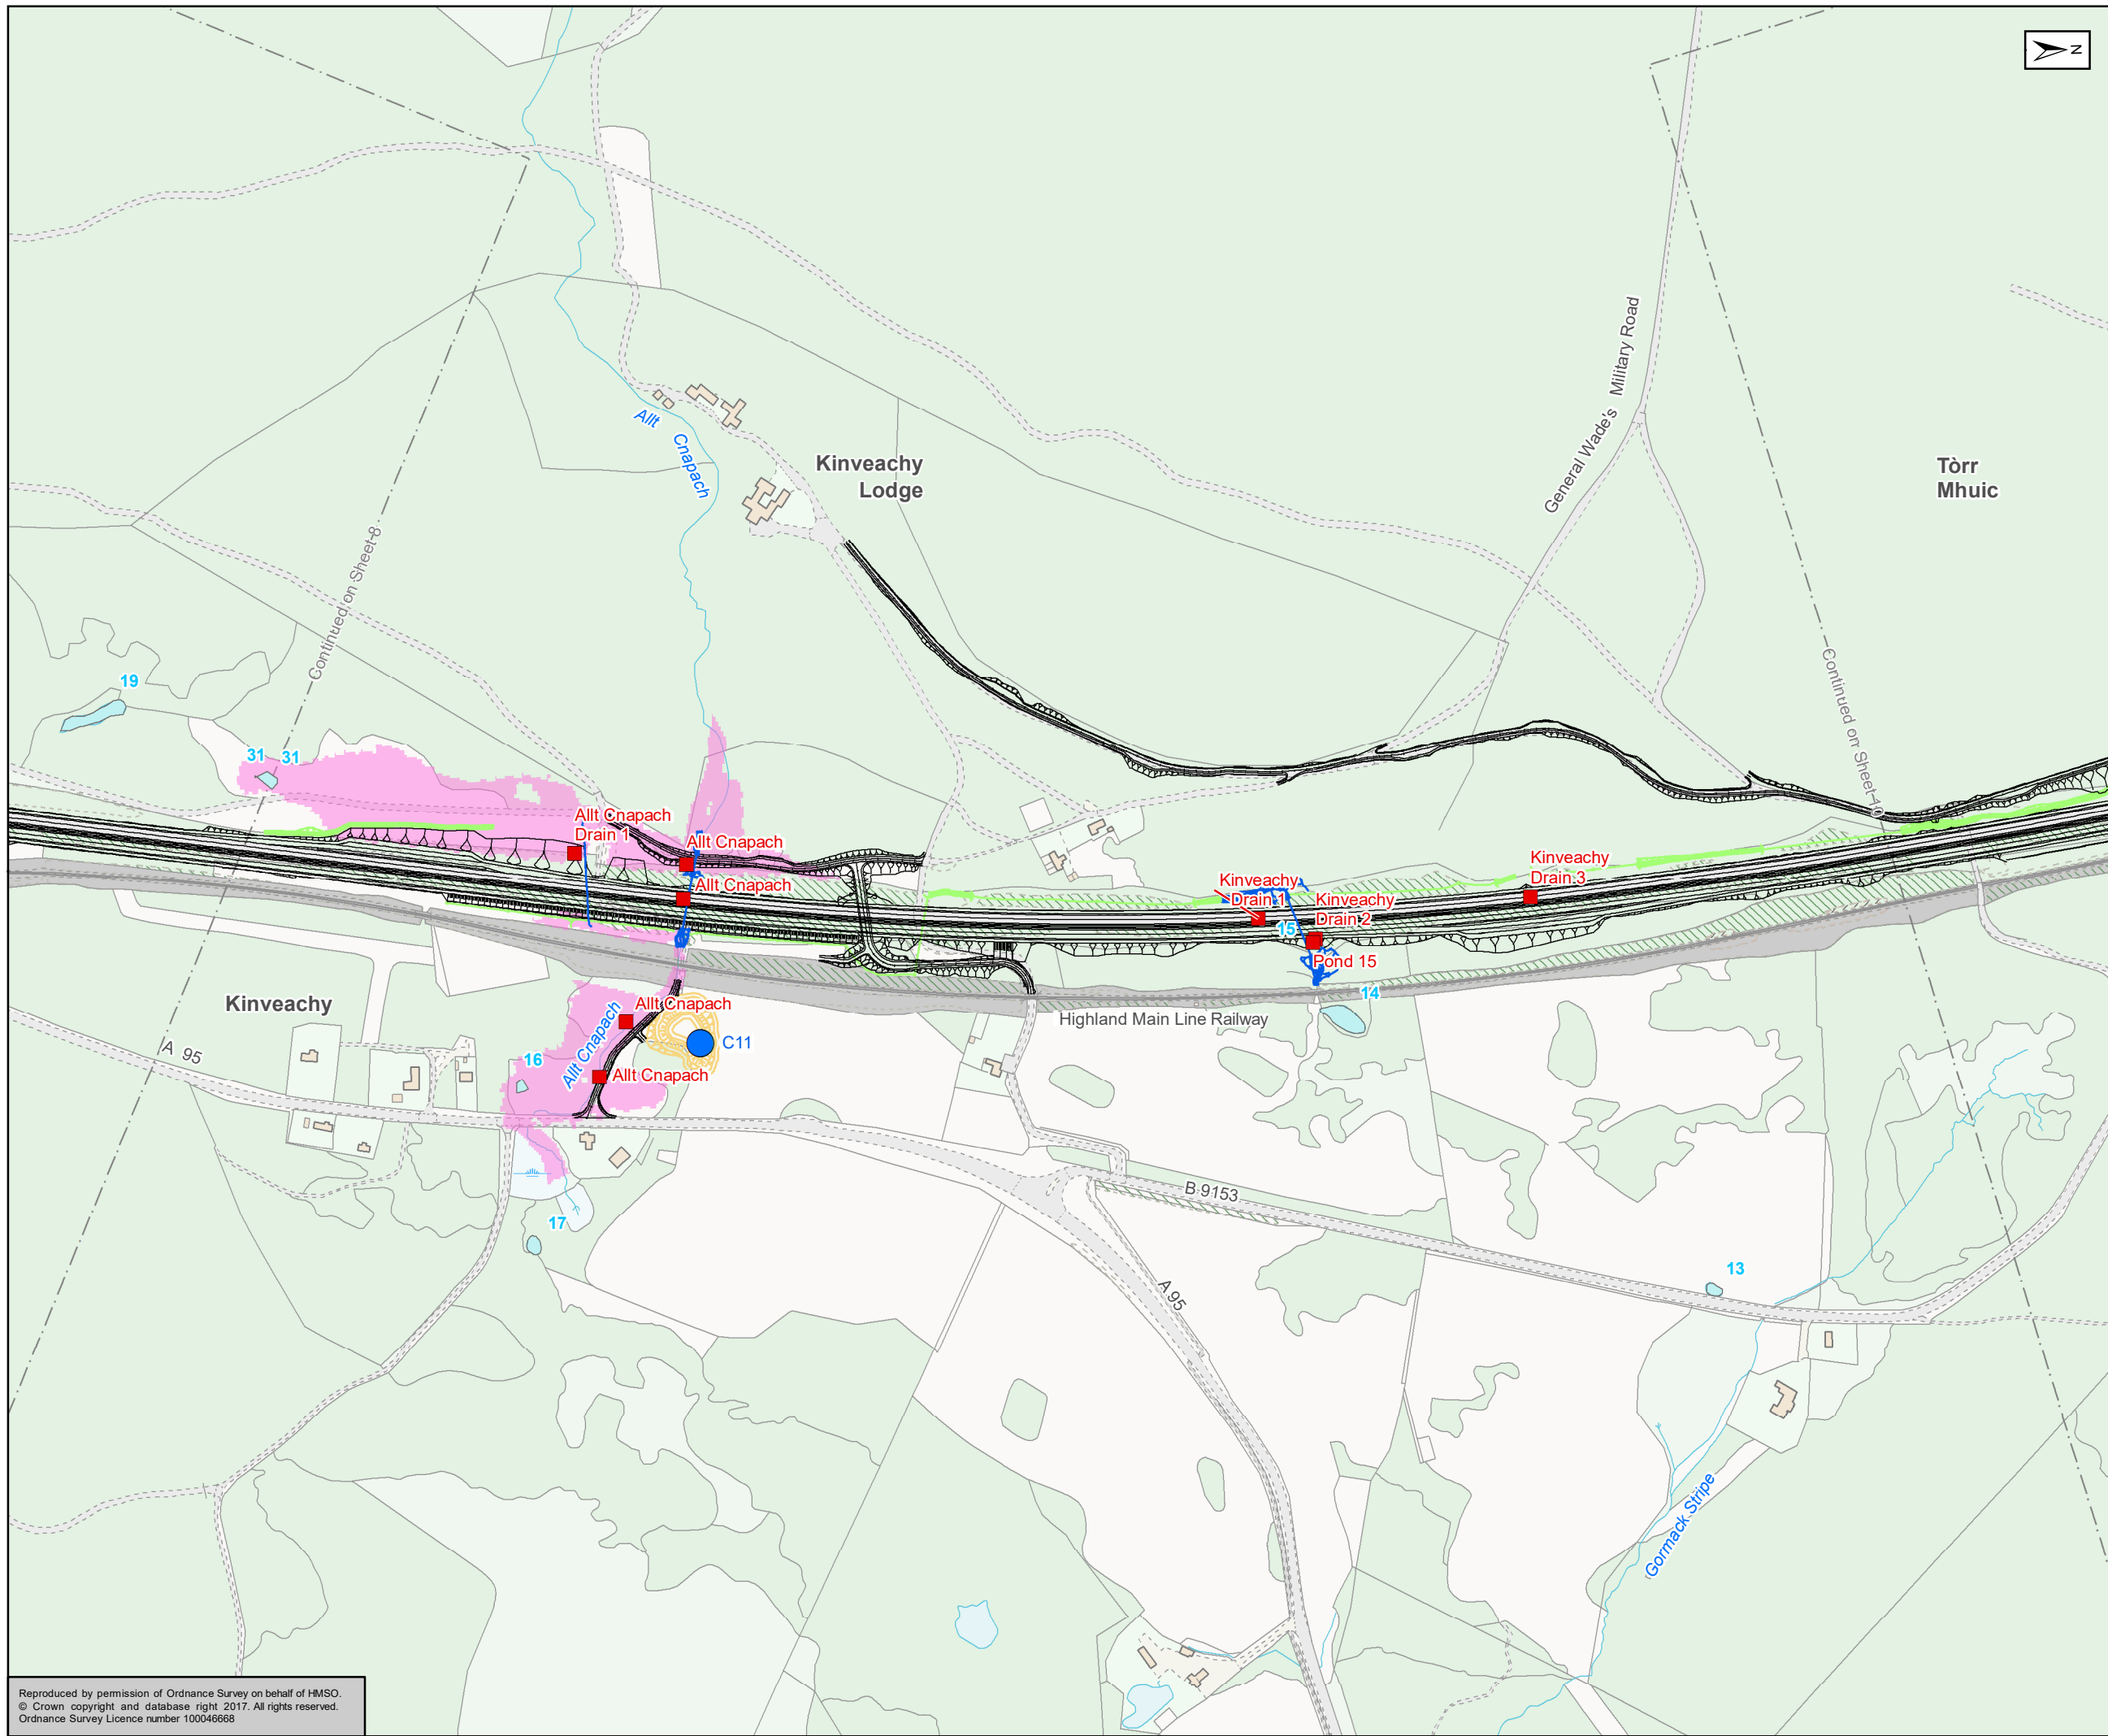 N
General Wade's Military Road
Allt Cnapach
Kinveachy
Lodge
Tòrr
Mhuic
Continued on Sheet 8
Continued on Sheet 10
19
31
31
Allt Cnapach
Drain 1
Allt Cnapach
Allt Cnapach
Kinveachy
Drain 1
Kinveachy
Drain 2
Kinveachy
Drain 3
15
Pond 15
14
Kinveachy
Allt Cnapach
Allt Cnapach
C11
Highland Main Line Railway
A 95
16
Allt Cnapach
B 9153
17
A 95
13
Gormack Stripe
Reproduced by permission of Ordnance Survey on behalf of HMSO.
© Crown copyright and database right 2017. All rights reserved.
Ordnance Survey Licence number 100046668